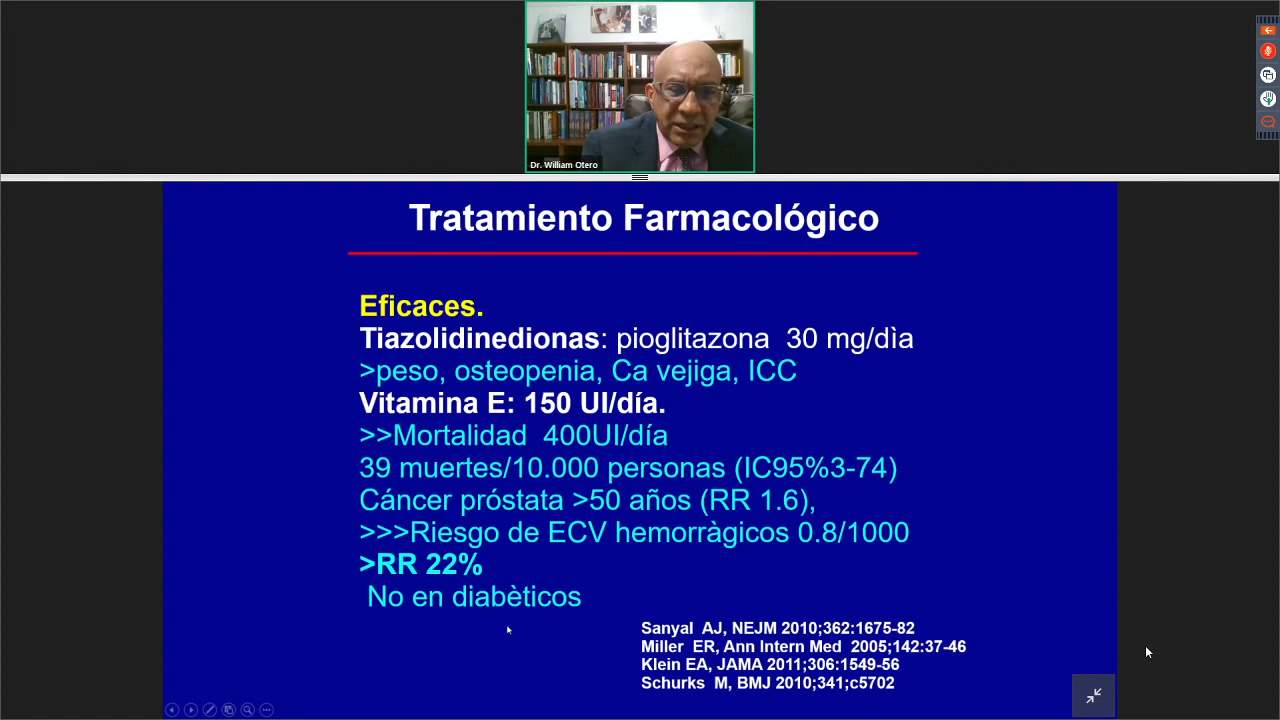 Dr. William Otero
Tratamiento Farmacológico
Eficaces.
Tiazolidinedionas: pioglitazona 30 mg/dìa
>peso, osteopenia, Ca vejiga, ICC
Vitamina E: 150 UI/día.
>>Mortalidad 400UI/día
39 muertes/10.000 personas (IC95%3-74)
Cáncer próstata >50 años (RR 1.6),
>>>Riesgo de ECV hemorràgicos 0.8/1000
>RR 22%
No en diabèticos
Sanyal AJ, NEJM 2010;362:1675-82
Miller ER, Ann Intern Med 2005;142:37-46
Klein EA, JAMA 2011;306:1549-56
Schurks M, BMJ 2010;341;c5702